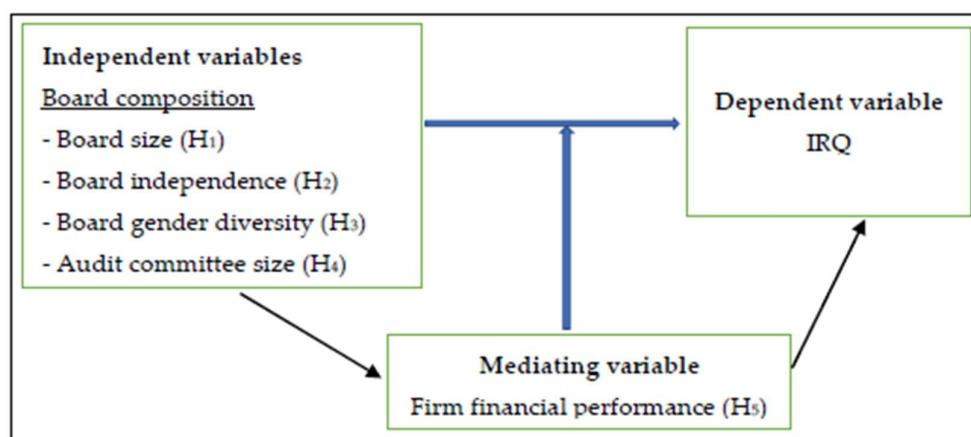 Independent variables
Board composition
- Board size (H₁)
- Board independence (H₂)
- Board gender diversity (H₃)
- Audit committee size (H₄)
Dependent variable
IRQ
Mediating variable
Firm financial performance (H₅)